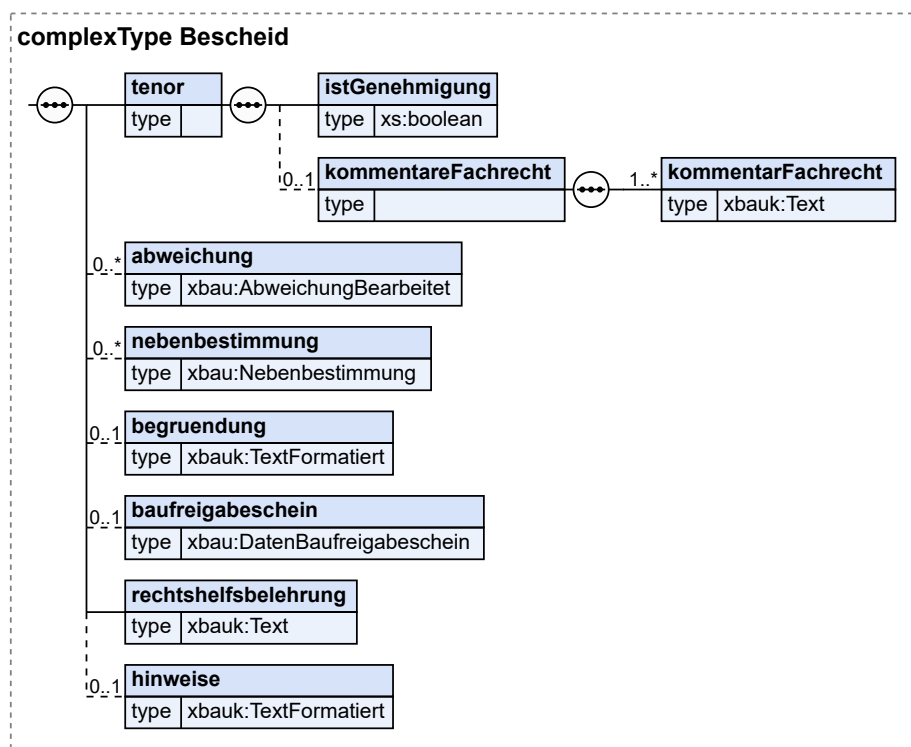 complexType Bescheid
tenor
type
istGenehmigung
type xs:boolean
0..1
kommentareFachrecht
type
1..*
kommentarFachrecht
type xbauk:Text
0..*
abweichung
type xbau:AbweichungBearbeitet
0..*
nebenbestimmung
type xbau:Nebenbestimmung
0..1
begruendung
type xbauk:TextFormatiert
0..1
baufreigabeschein
type xbau:DatenBaufreigabeschein
rechtshelfsbelehrung
type xbauk:Text
0..1
hinweise
type xbauk:TextFormatiert